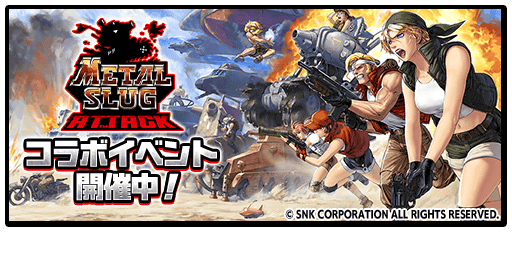 METAL
SLUG
ATTACK
コラボイベント
開催中！
© SNK CORPORATION ALL RIGHTS RESERVED.